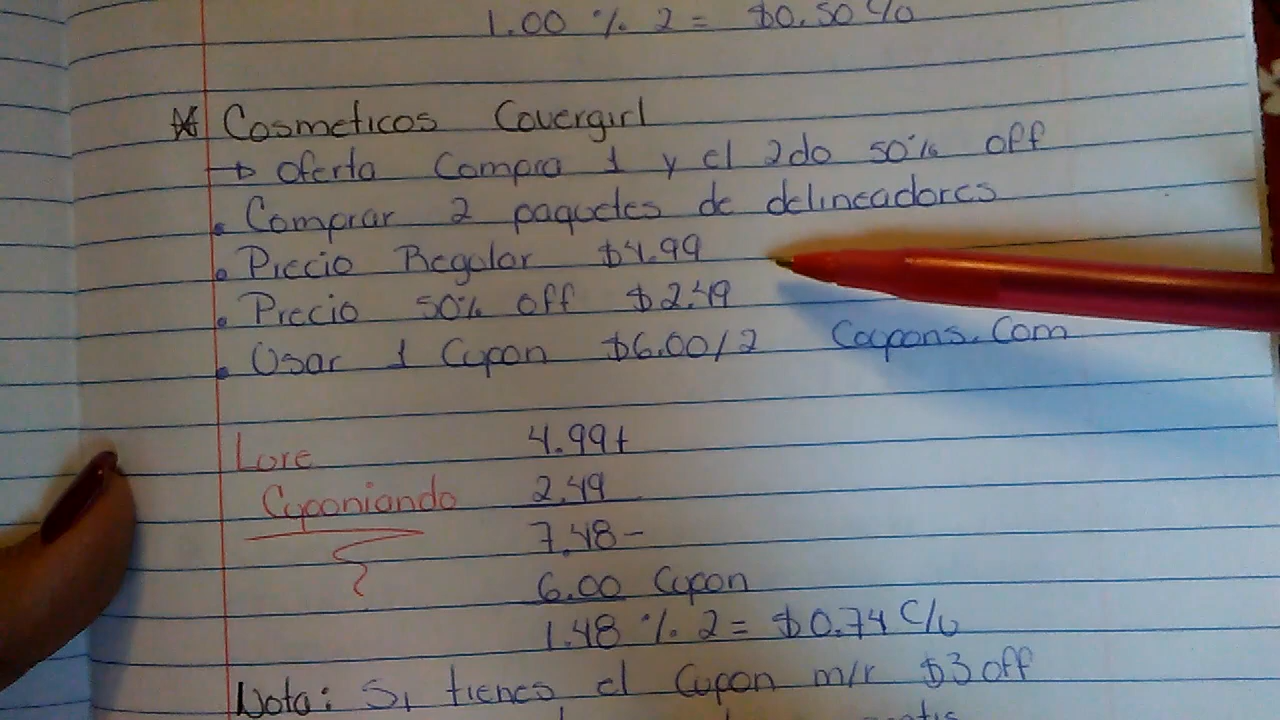 1.00 ٪ 2 = $0.50 c/u
* Cosmeticos Covergirl
→ Oferta Compra 1 y el 2do 50% off
• Comprar 2 paquetes de delineadores
• Precio Regular $4.99
• Precio 50% off $2.49
• Usar 1 Cupon $6.00/2 Coupons.Com
Lore
Cuponiando
4.99+
2.49
7.48-
6.00 Cupon
1.48 ٪ 2 = $0.74 c/u
Nota: Si tienes el Cupon m/r $3 off